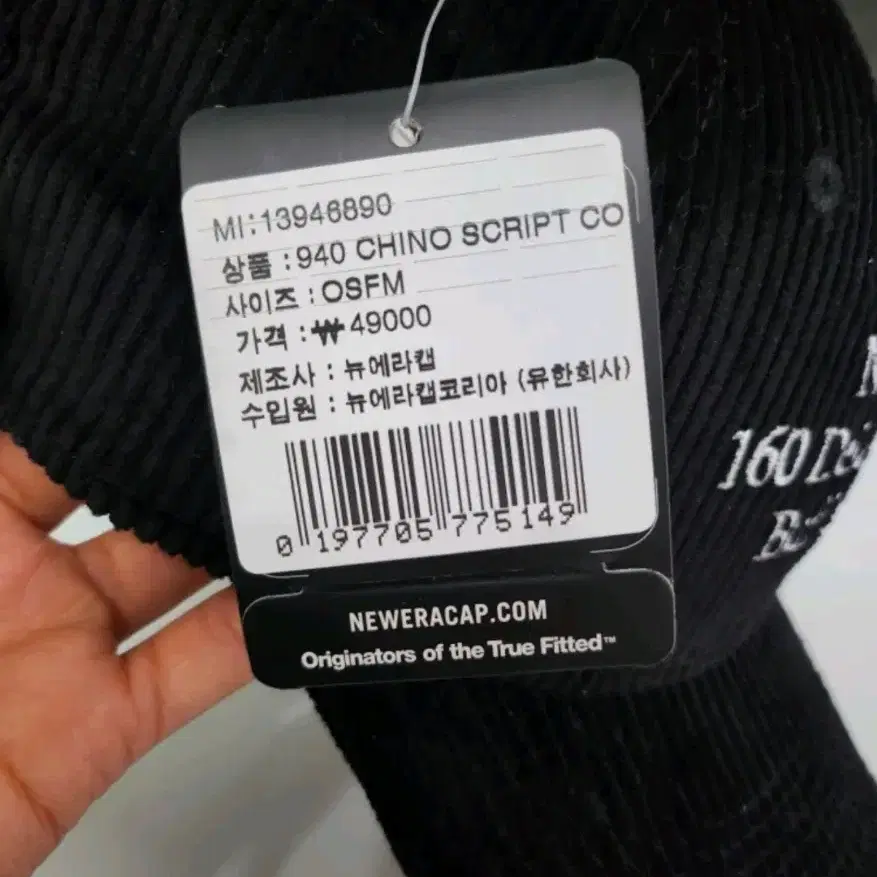 MI:13946890
상품 :940 CHINO SCRIPT CO
사이즈 : OSFM
가격 :₩49000
제조사 : 뉴에라캡
수입원 : 뉴에라캡코리아 (유한회사)
0 197705 775149
NEWERACAP.COM
Originators of the True Fitted™
160